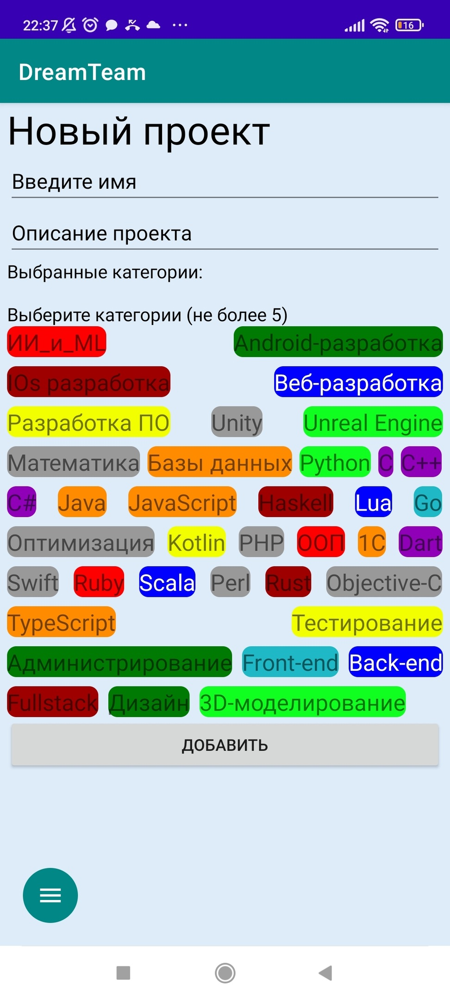 22:37 16
DreamTeam
Новый проект
Введите имя
Описание проекта
Выбранные категории:
Выберите категории (не более 5)
ИИ_и_ML Android-разработка
IOs разработка Веб-разработка
Разработка ПО Unity Unreal Engine
Математика Базы данных Python C C++
C# Java JavaScript Haskell Lua Go
Оптимизация Kotlin PHP ООП 1С Dart
Swift Ruby Scala Perl Rust Objective-C
TypeScript Тестирование
Администрирование Front-end Back-end
Fullstack Дизайн 3D-моделирование
ДОБАВИТЬ